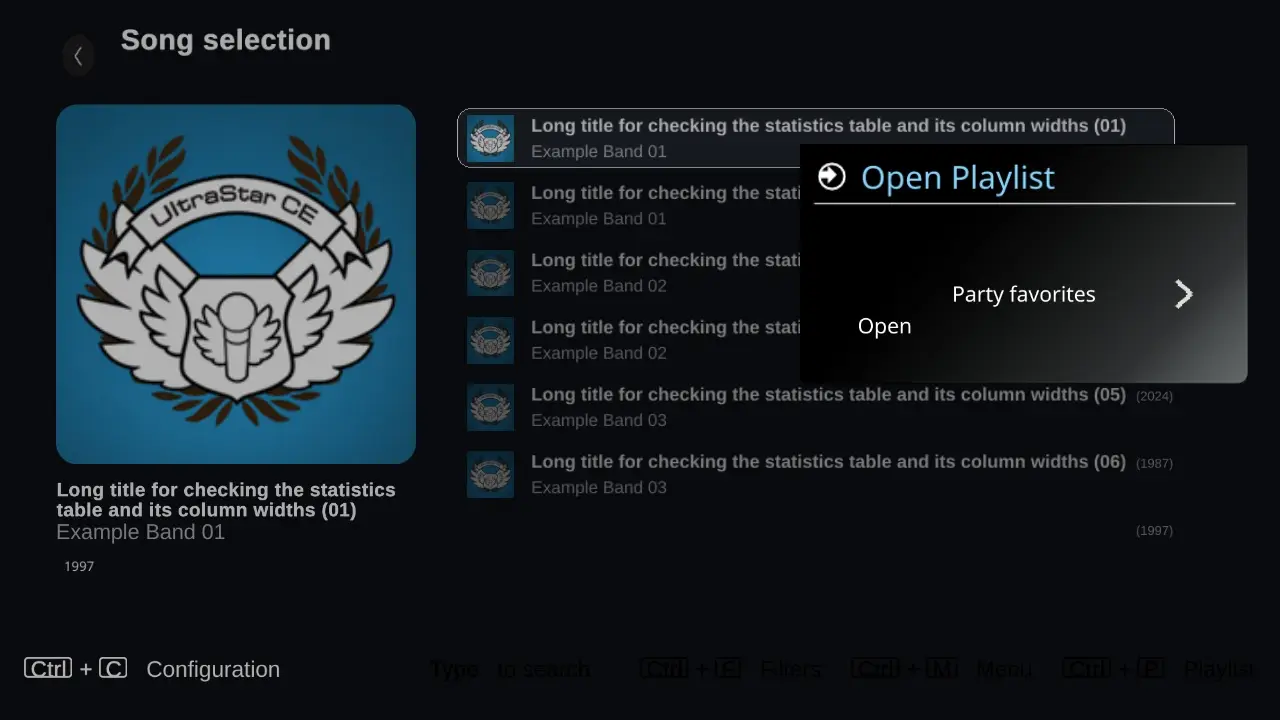 Song selection
UltraStar CE
Long title for checking the statistics table and its column widths (01)
Example Band 01
Long title for checking the stati
Example Band 01
Long title for checking the stati
Example Band 02
Long title for checking the stati
Example Band 02
Long title for checking the statistics table and its column widths (05) (2024)
Example Band 03
Long title for checking the statistics table and its column widths (06) (1987)
Example Band 03
(1997)
Open Playlist
Party favorites
Open
Long title for checking the statistics
table and its column widths (01)
Example Band 01
1997
Ctrl + C Configuration Type to search Ctrl + F Filters Ctrl + M Menu Ctrl + P Playlist